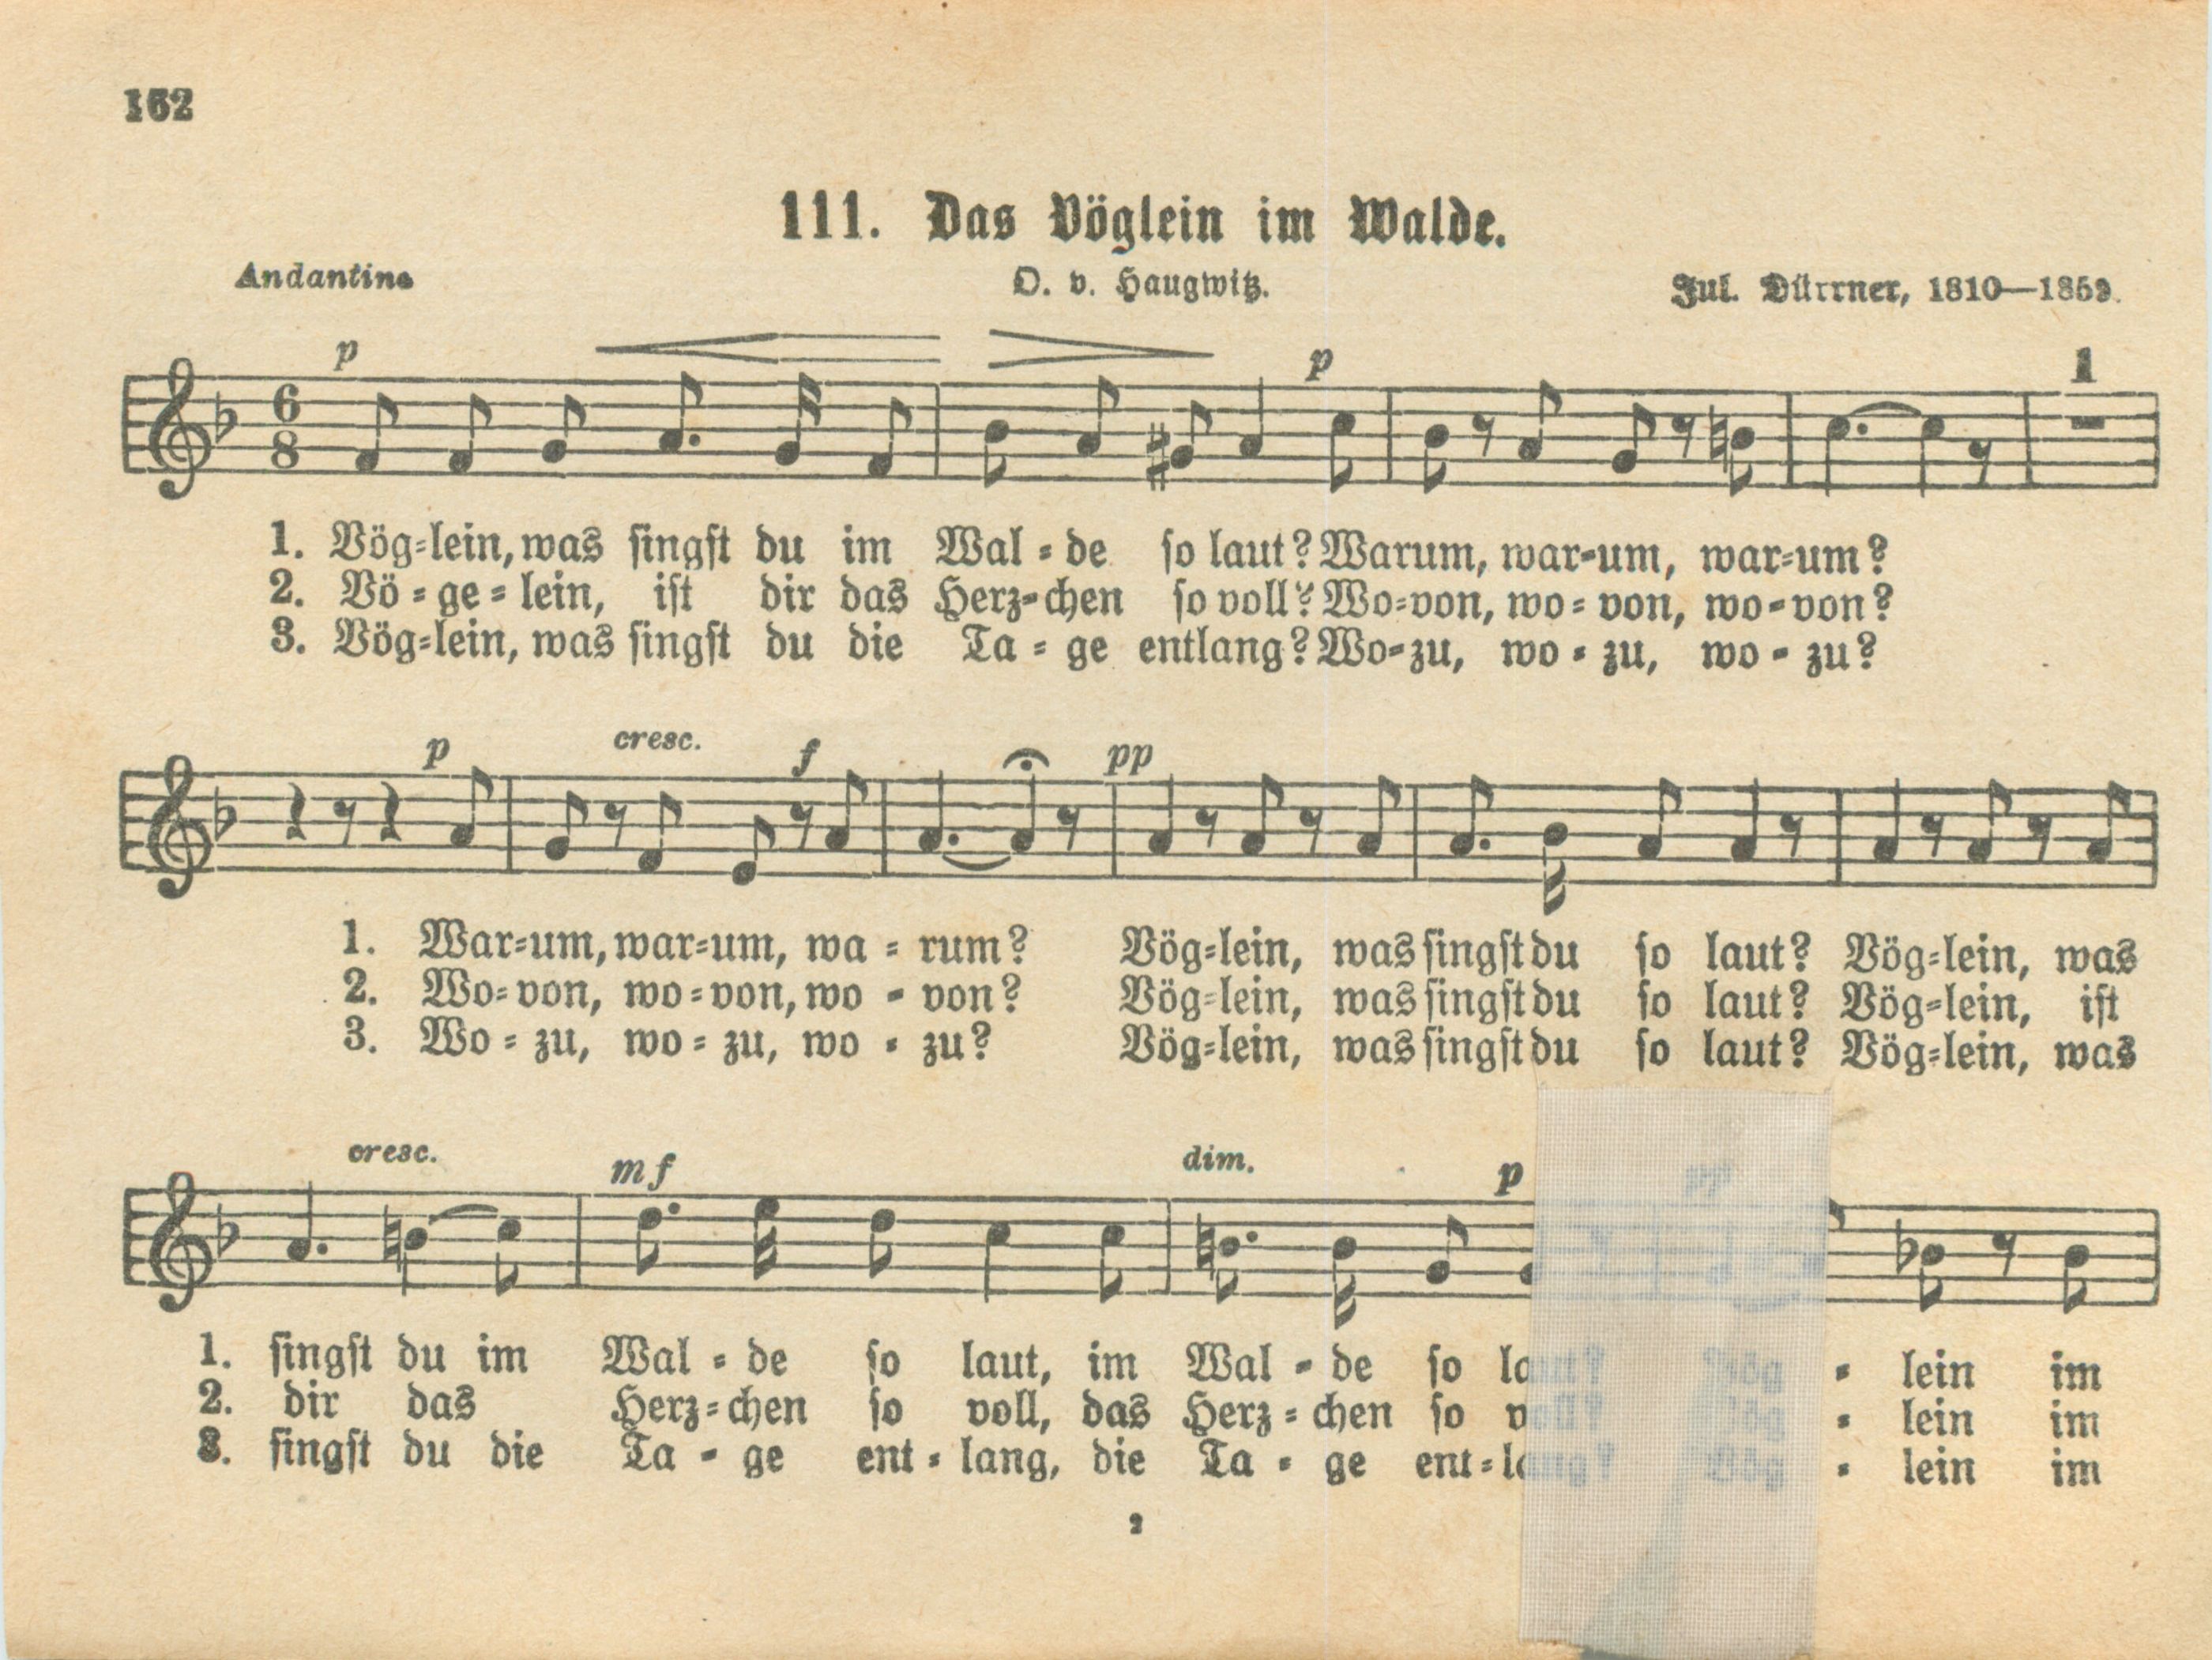 162
111. Das Vöglein im Walde.
Andantino
O. v. Haugwitz.
Jul. Dürrner, 1810—1859.
p
p
1
1. Vög=lein, was singst du im Wal=de so laut? Warum, war=um, war=um?
2. Vö=ge=lein, ist dir das Herz=chen so voll? Wo=von, wo=von, wo=von?
3. Vög=lein, was singst du die Ta=ge entlang? Wo=zu, wo=zu, wo=zu?
p cresc. f pp
1. War=um, war=um, wa=rum? Vög=lein, was singst du so laut? Vög=lein, was
2. Wo=von, wo=von, wo=von? Vög=lein, was singst du so laut? Vög=lein, ist
3. Wo=zu, wo=zu, wo=zu? Vög=lein, was singst du so laut? Vög=lein, was
cresc. mf dim. p pp
1. singst du im Wal=de so laut, im Wal=de so laut? Vög=lein im
2. dir das Herz=chen so voll, das Herz=chen so voll? Vög=lein im
3. singst du die Ta=ge ent=lang, die Ta=ge ent=lang? Vög=lein im